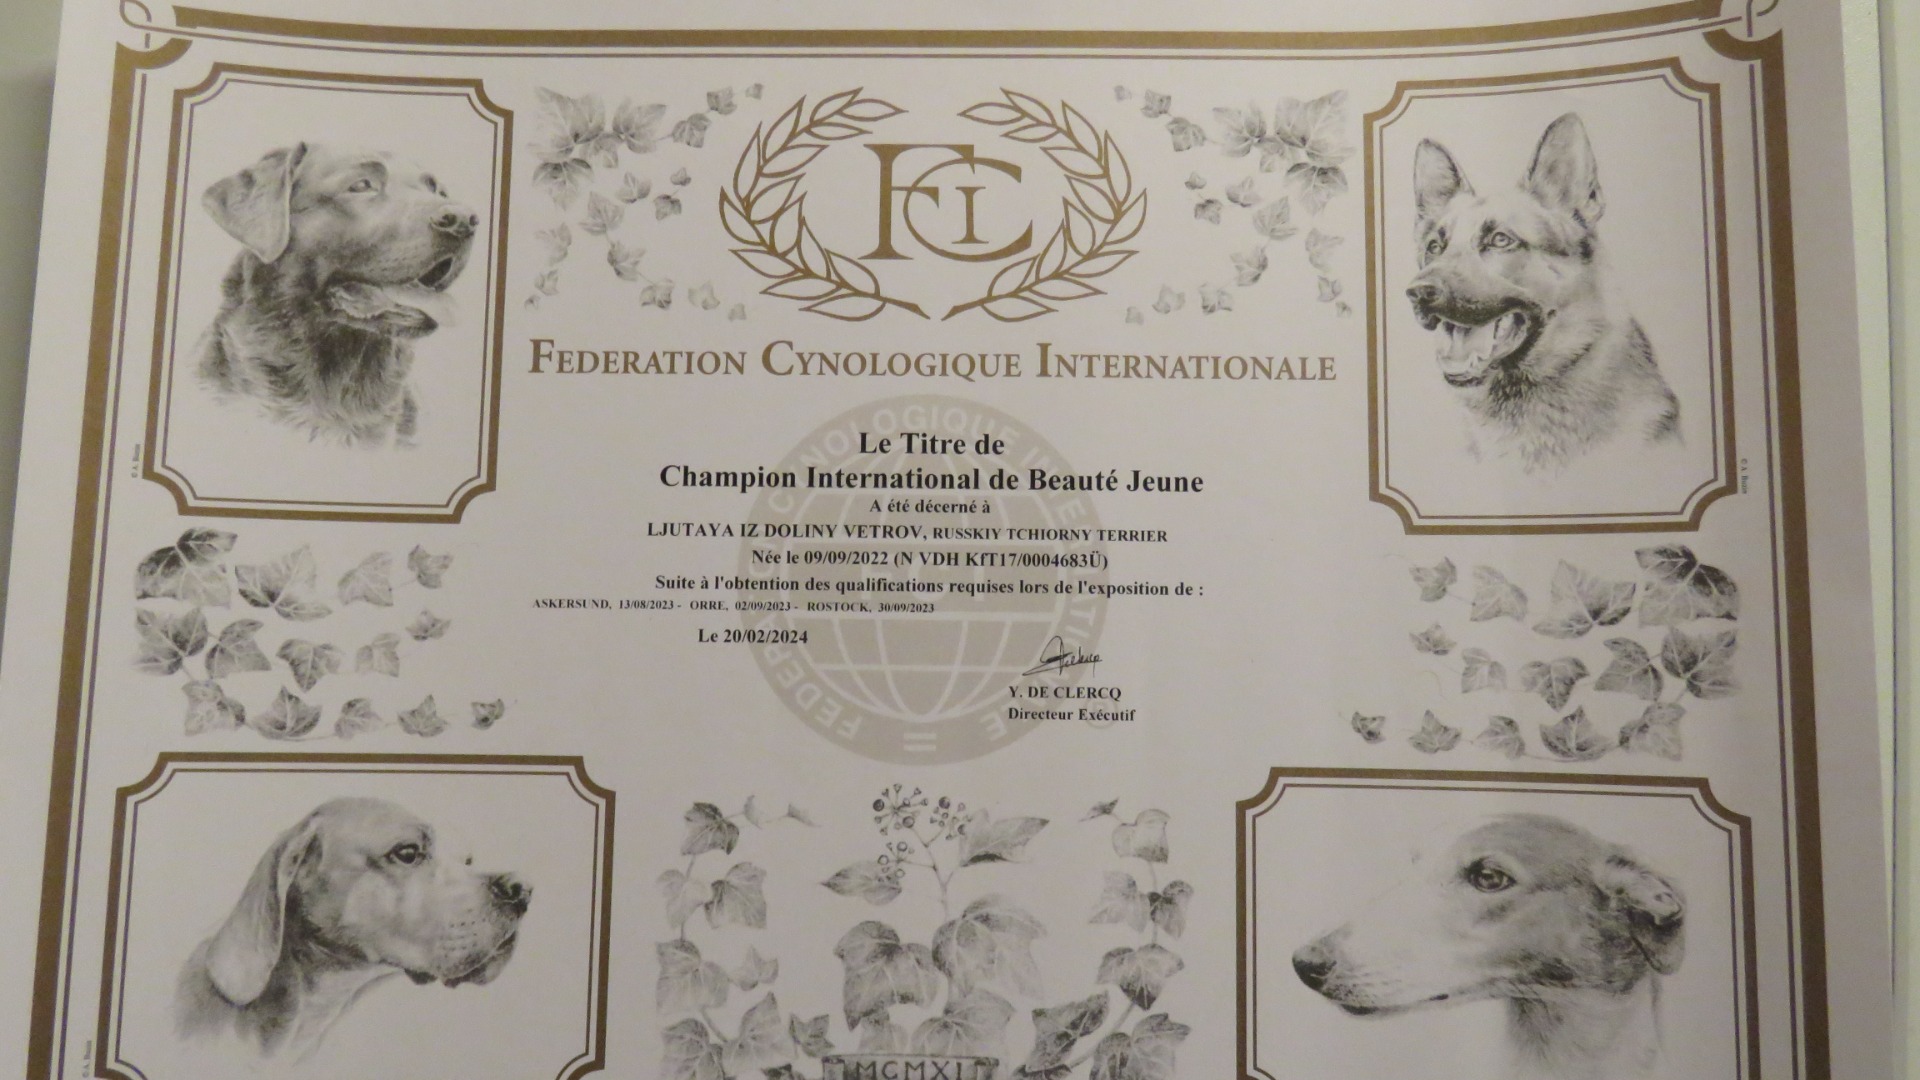 FCI
FEDERATION CYNOLOGIQUE INTERNATIONALE
Le Titre de
Champion International de Beauté Jeune
A été décerné à
LJUTAYA IZ DOLINY VETROV, RUSSKIY TCHIORNY TERRIER
Née le 09/09/2022 (N VDH KfT17/0004683Ü)
Suite à l'obtention des qualifications requises lors de l'exposition de :
ASKERSUND, 13/08/2023 - ORRE, 02/09/2023 - ROSTOCK, 30/09/2023
Le 20/02/2024
Y. DE CLERCQ
Directeur Exécutif
MCMXI